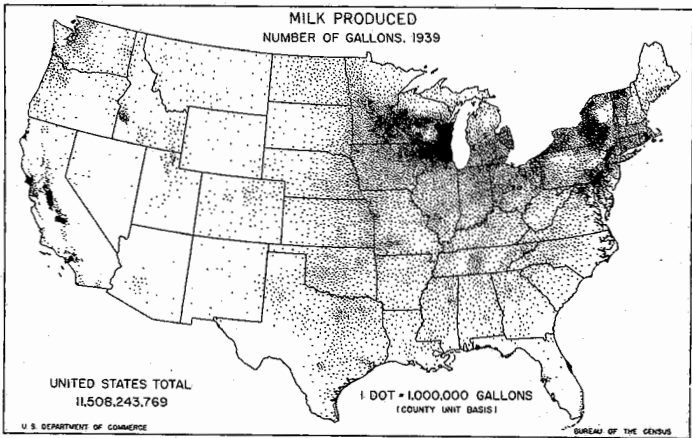 MILK PRODUCED
NUMBER OF GALLONS, 1939
UNITED STATES TOTAL
11,508,243,769
1 DOT = 1,000,000 GALLONS
(COUNTY UNIT BASIS)
U. S. DEPARTMENT OF COMMERCE
BUREAU OF THE CENSUS